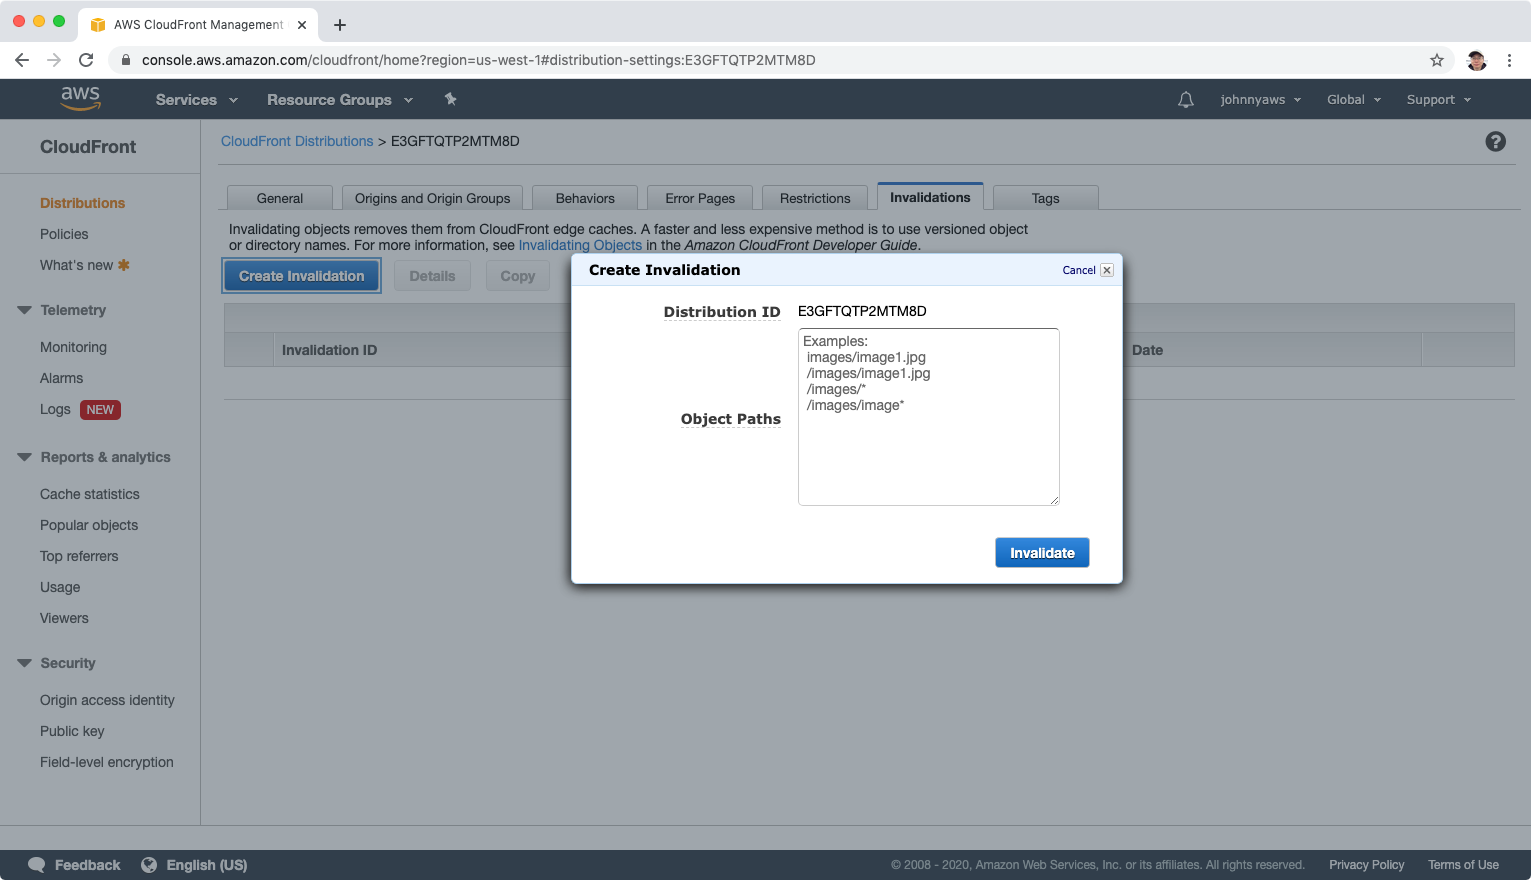 AWS CloudFront Management
console.aws.amazon.com/cloudfront/home?region=us-west-1#distribution-settings:E3GFTQTP2MTM8D
aws Services Resource Groups johnnyaws Global Support
CloudFront
Distributions
Policies
What's new
Telemetry
Monitoring
Alarms
Logs NEW
Reports & analytics
Cache statistics
Popular objects
Top referrers
Usage
Viewers
Security
Origin access identity
Public key
Field-level encryption
CloudFront Distributions > E3GFTQTP2MTM8D
General Origins and Origin Groups Behaviors Error Pages Restrictions Invalidations Tags
Invalidating objects removes them from CloudFront edge caches. A faster and less expensive method is to use versioned object
or directory names. For more information, see Invalidating Objects in the Amazon CloudFront Developer Guide.
Create Invalidation Details Copy
Invalidation ID Date
Create Invalidation Cancel
Distribution ID E3GFTQTP2MTM8D
Object Paths
Examples:
images/image1.jpg
/images/image1.jpg
/images/*
/images/image*
Invalidate
Feedback English (US) © 2008 - 2020, Amazon Web Services, Inc. or its affiliates. All rights reserved. Privacy Policy Terms of Use